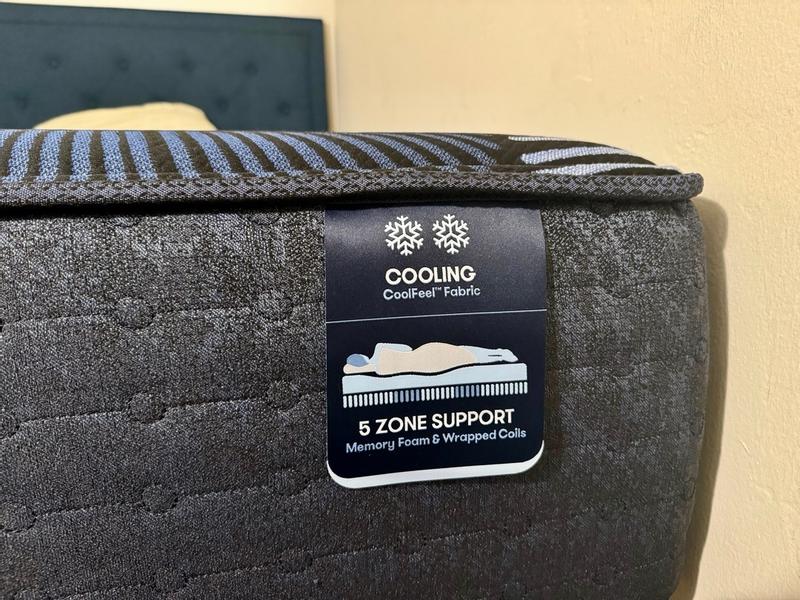 COOLING
CoolFeel™ Fabric
5 ZONE SUPPORT
Memory Foam & Wrapped Coils